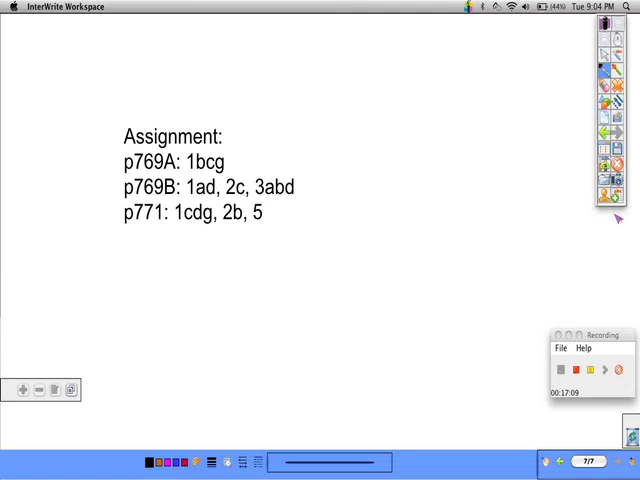 InterWrite Workspace
(44%) Tue 9:04 PM
Assignment:
p769A: 1bcg
p769B: 1ad, 2c, 3abd
p771: 1cdg, 2b, 5
Recording
File Help
00:17:09
7/7